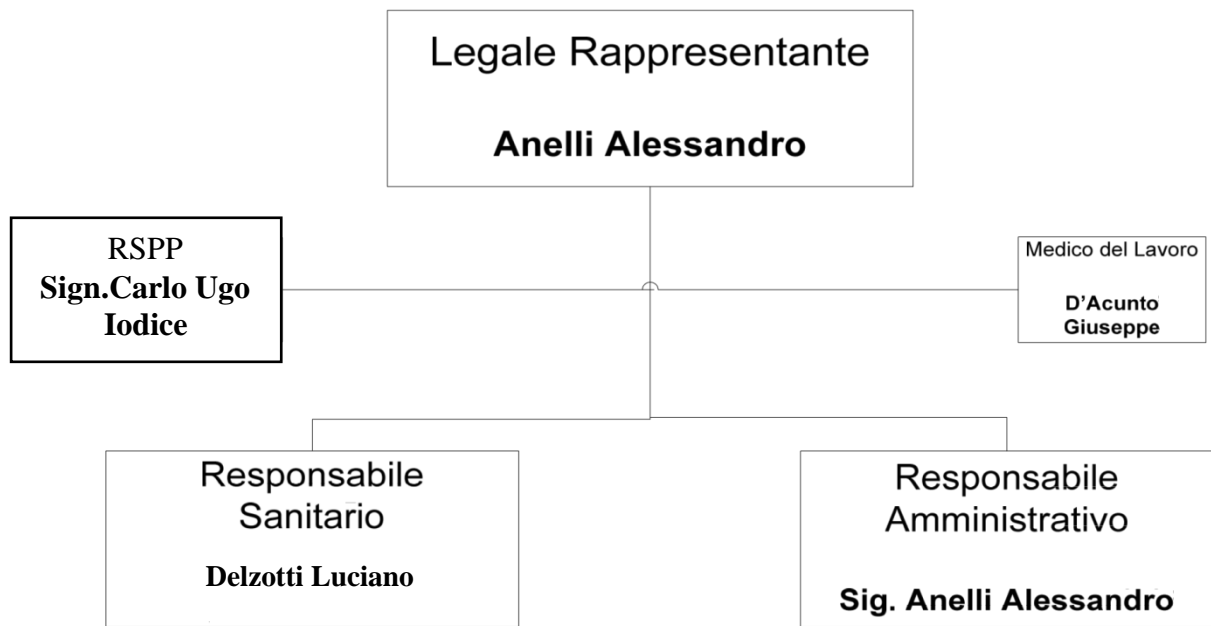 Legale Rappresentante
Anelli Alessandro
RSPP
Sign.Carlo Ugo
Iodice
Medico del Lavoro
D’Acunto
Giuseppe
Responsabile
Sanitario
Delzotti Luciano
Responsabile
Amministrativo
Sig. Anelli Alessandro